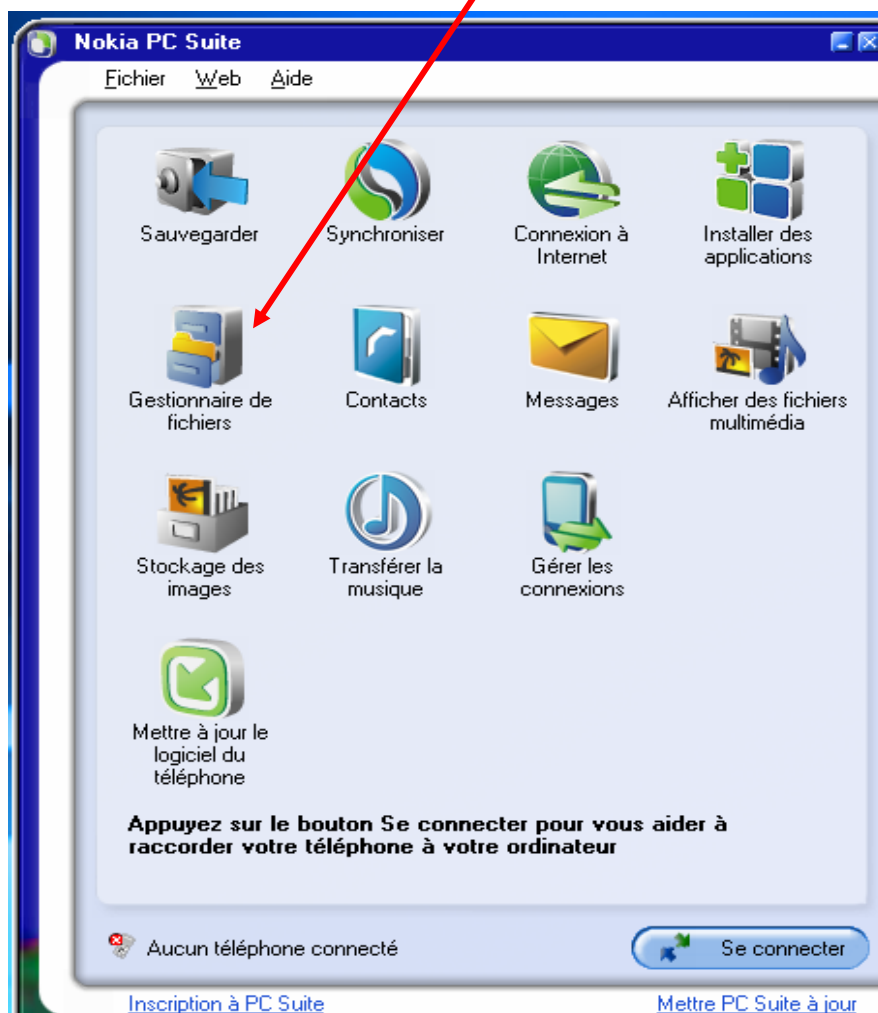 Nokia PC Suite
Fichier Web Aide
Sauvegarder
Synchroniser
Connexion à
Internet
Installer des
applications
Gestionnaire de
fichiers
Contacts
Messages
Afficher des fichiers
multimédia
Stockage des
images
Transférer la
musique
Gérer les
connexions
Mettre à jour le
logiciel du
téléphone
Appuyez sur le bouton Se connecter pour vous aider à
raccorder votre téléphone à votre ordinateur
Aucun téléphone connecté
Se connecter
Inscription à PC Suite
Mettre PC Suite à jour